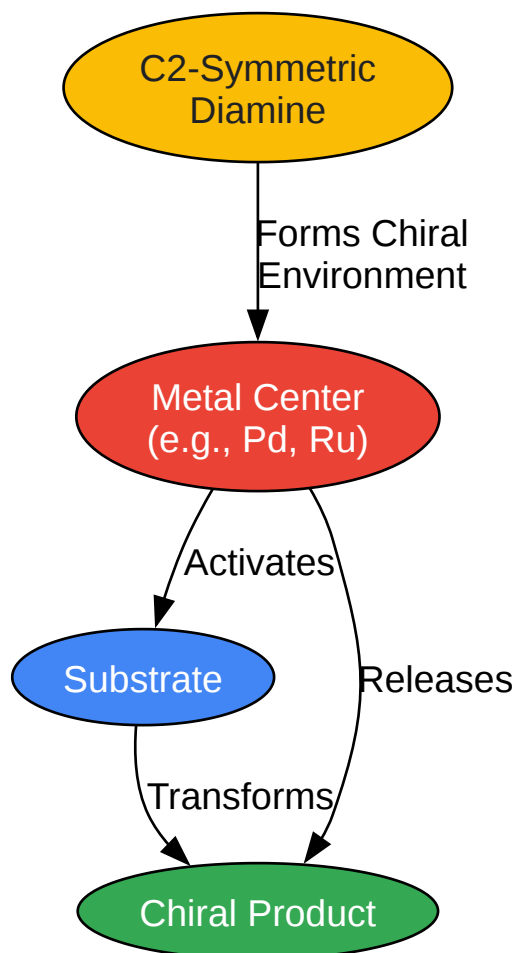 C2-Symmetric
Diamine
Forms Chiral
Environment
Metal Center
(e.g., Pd, Ru)
Activates
Substrate
Releases
Transforms
Chiral Product